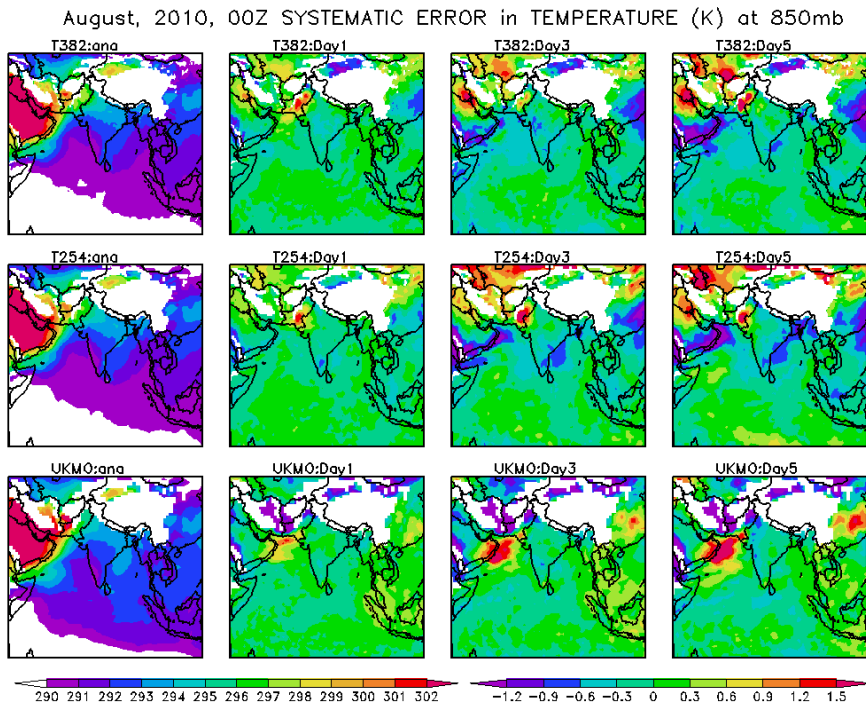 August, 2010, 00Z SYSTEMATIC ERROR in TEMPERATURE (K) at 850mb
T382:ana T382:Day1 T382:Day3 T382:Day5
T254:ana T254:Day1 T254:Day3 T254:Day5
UKMO:ana UKMO:Day1 UKMO:Day3 UKMO:Day5
290 291 292 293 294 295 296 297 298 299 300 301 302 -1.2 -0.9 -0.6 -0.3 0 0.3 0.6 0.9 1.2 1.5